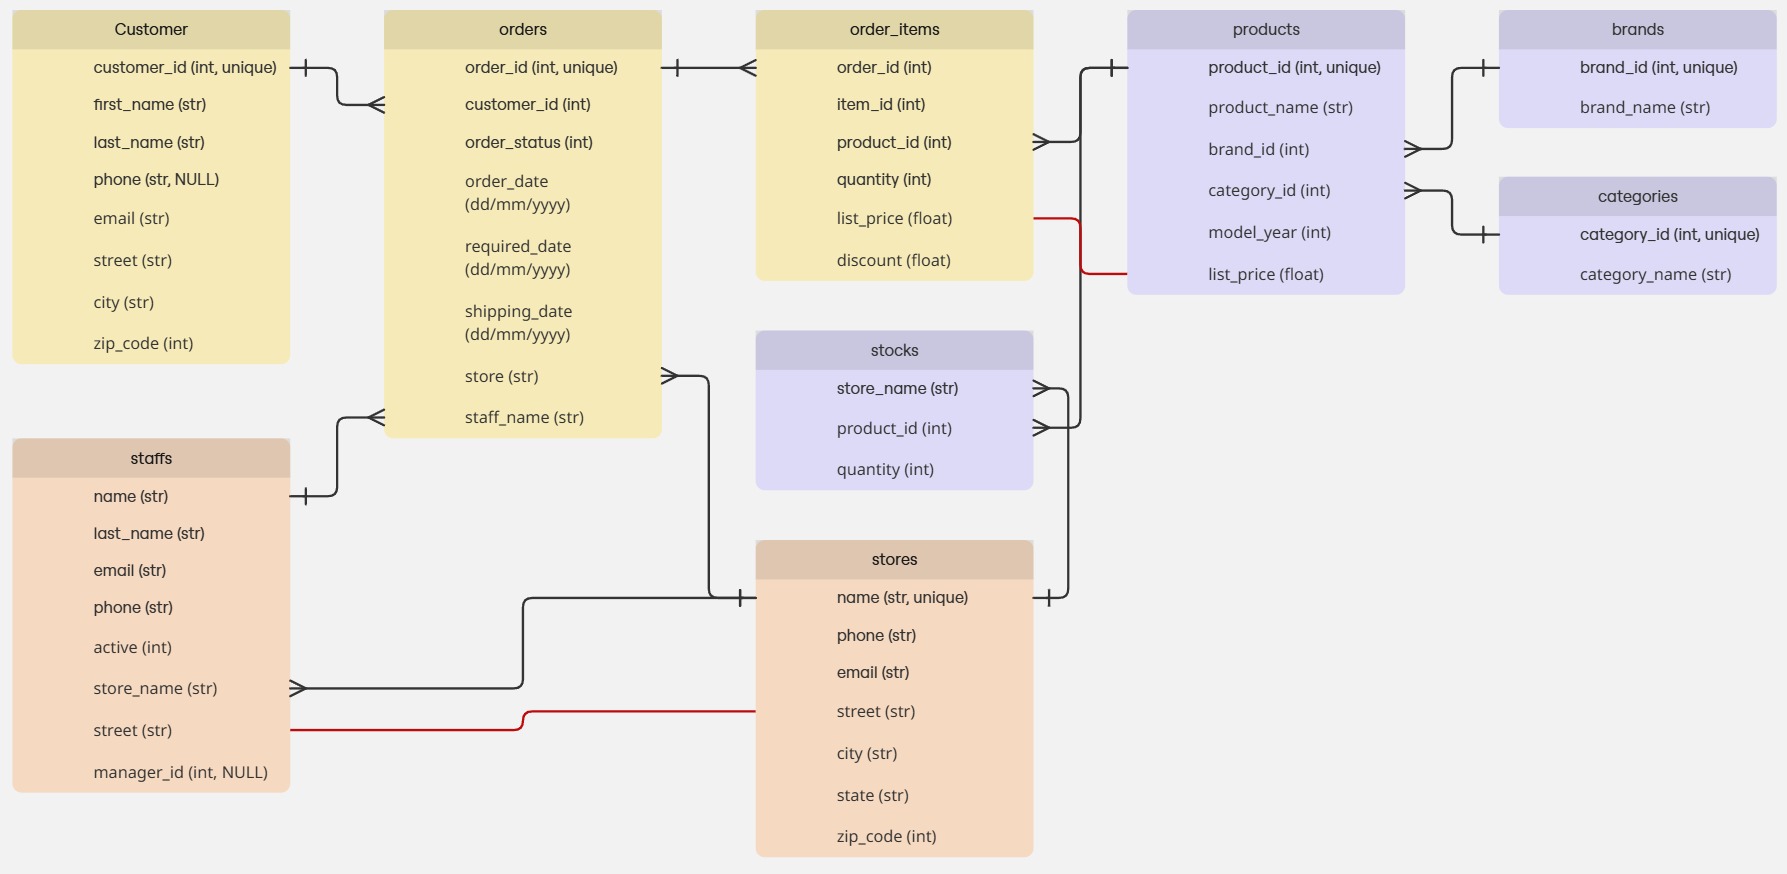 Customer
customer_id (int, unique)
first_name (str)
last_name (str)
phone (str, NULL)
email (str)
street (str)
city (str)
zip_code (int)
orders
order_id (int, unique)
customer_id (int)
order_status (int)
order_date
(dd/mm/yyyy)
required_date
(dd/mm/yyyy)
shipping_date
(dd/mm/yyyy)
store (str)
staff_name (str)
order_items
order_id (int)
item_id (int)
product_id (int)
quantity (int)
list_price (float)
discount (float)
products
product_id (int, unique)
product_name (str)
brand_id (int)
category_id (int)
model_year (int)
list_price (float)
brands
brand_id (int, unique)
brand_name (str)
categories
category_id (int, unique)
category_name (str)
stocks
store_name (str)
product_id (int)
quantity (int)
staffs
name (str)
last_name (str)
email (str)
phone (str)
active (int)
store_name (str)
street (str)
manager_id (int, NULL)
stores
name (str, unique)
phone (str)
email (str)
street (str)
city (str)
state (str)
zip_code (int)